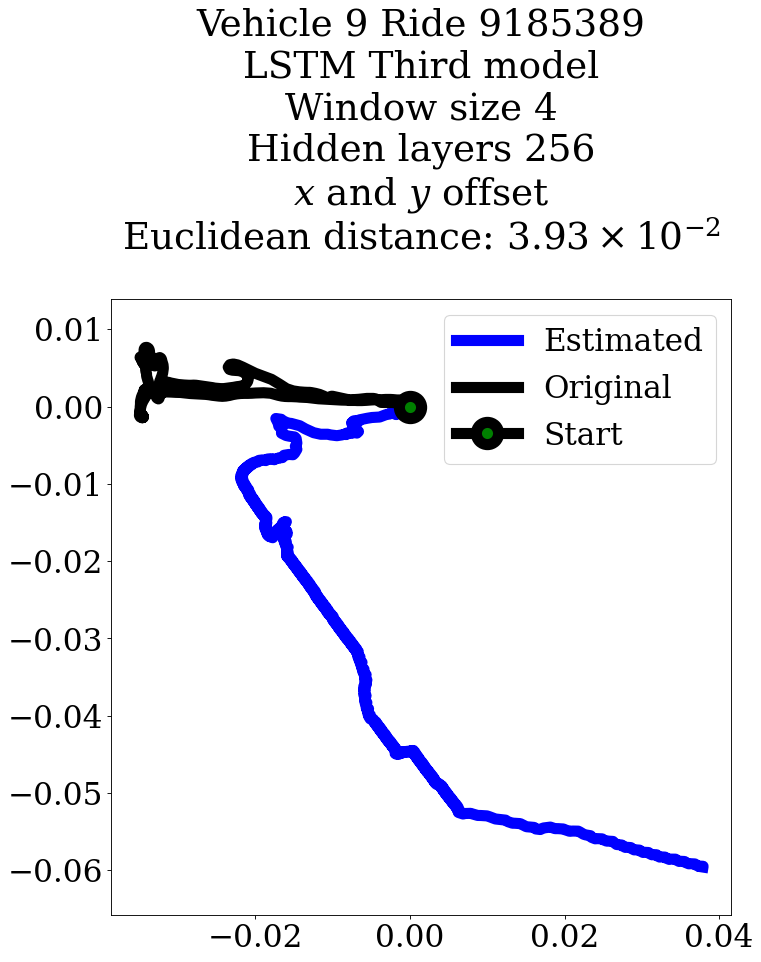 Vehicle 9 Ride 9185389
LSTM Third model
Window size 4
Hidden layers 256
x and y offset
Euclidean distance: 3.93 × 10⁻²
Estimated
Original
Start
0.01
0.00
−0.01
−0.02
−0.03
−0.04
−0.05
−0.06
−0.02 0.00 0.02 0.04